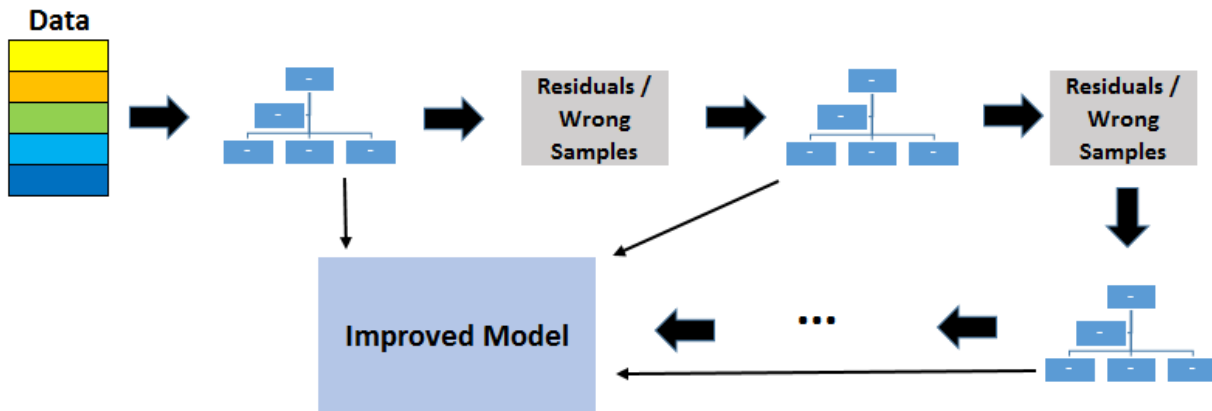 Data
Residuals /
Wrong
Samples
Residuals /
Wrong
Samples
-
-
- - -
-
-
- - -
Improved Model
...
-
-
- - -